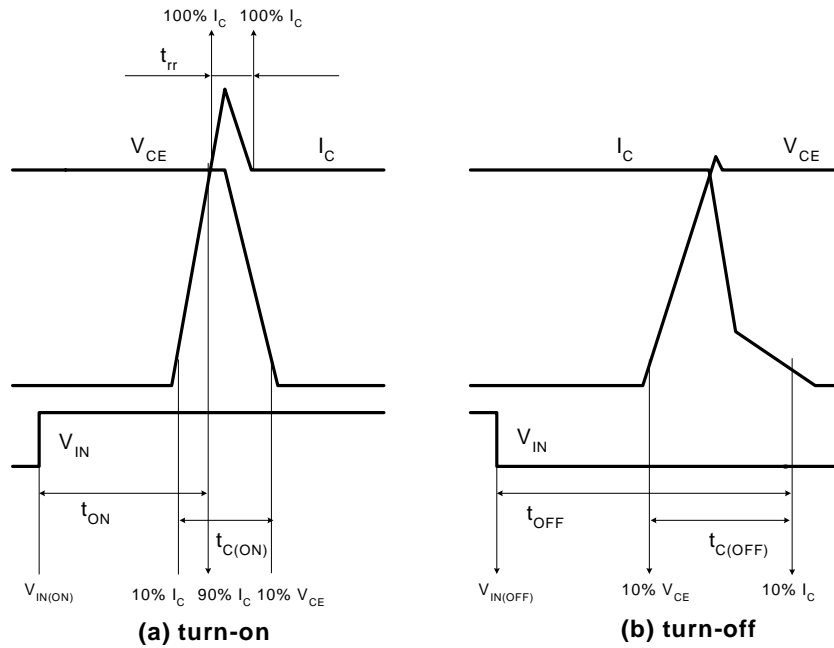 100% I_C 100% I_C
t_rr
V_CE I_C
I_C V_CE
V_IN
V_IN
t_ON
t_OFF
t_C(ON)
t_C(OFF)
V_IN(ON) 10% I_C 90% I_C 10% V_CE
V_IN(OFF) 10% V_CE 10% I_C
(a) turn-on
(b) turn-off